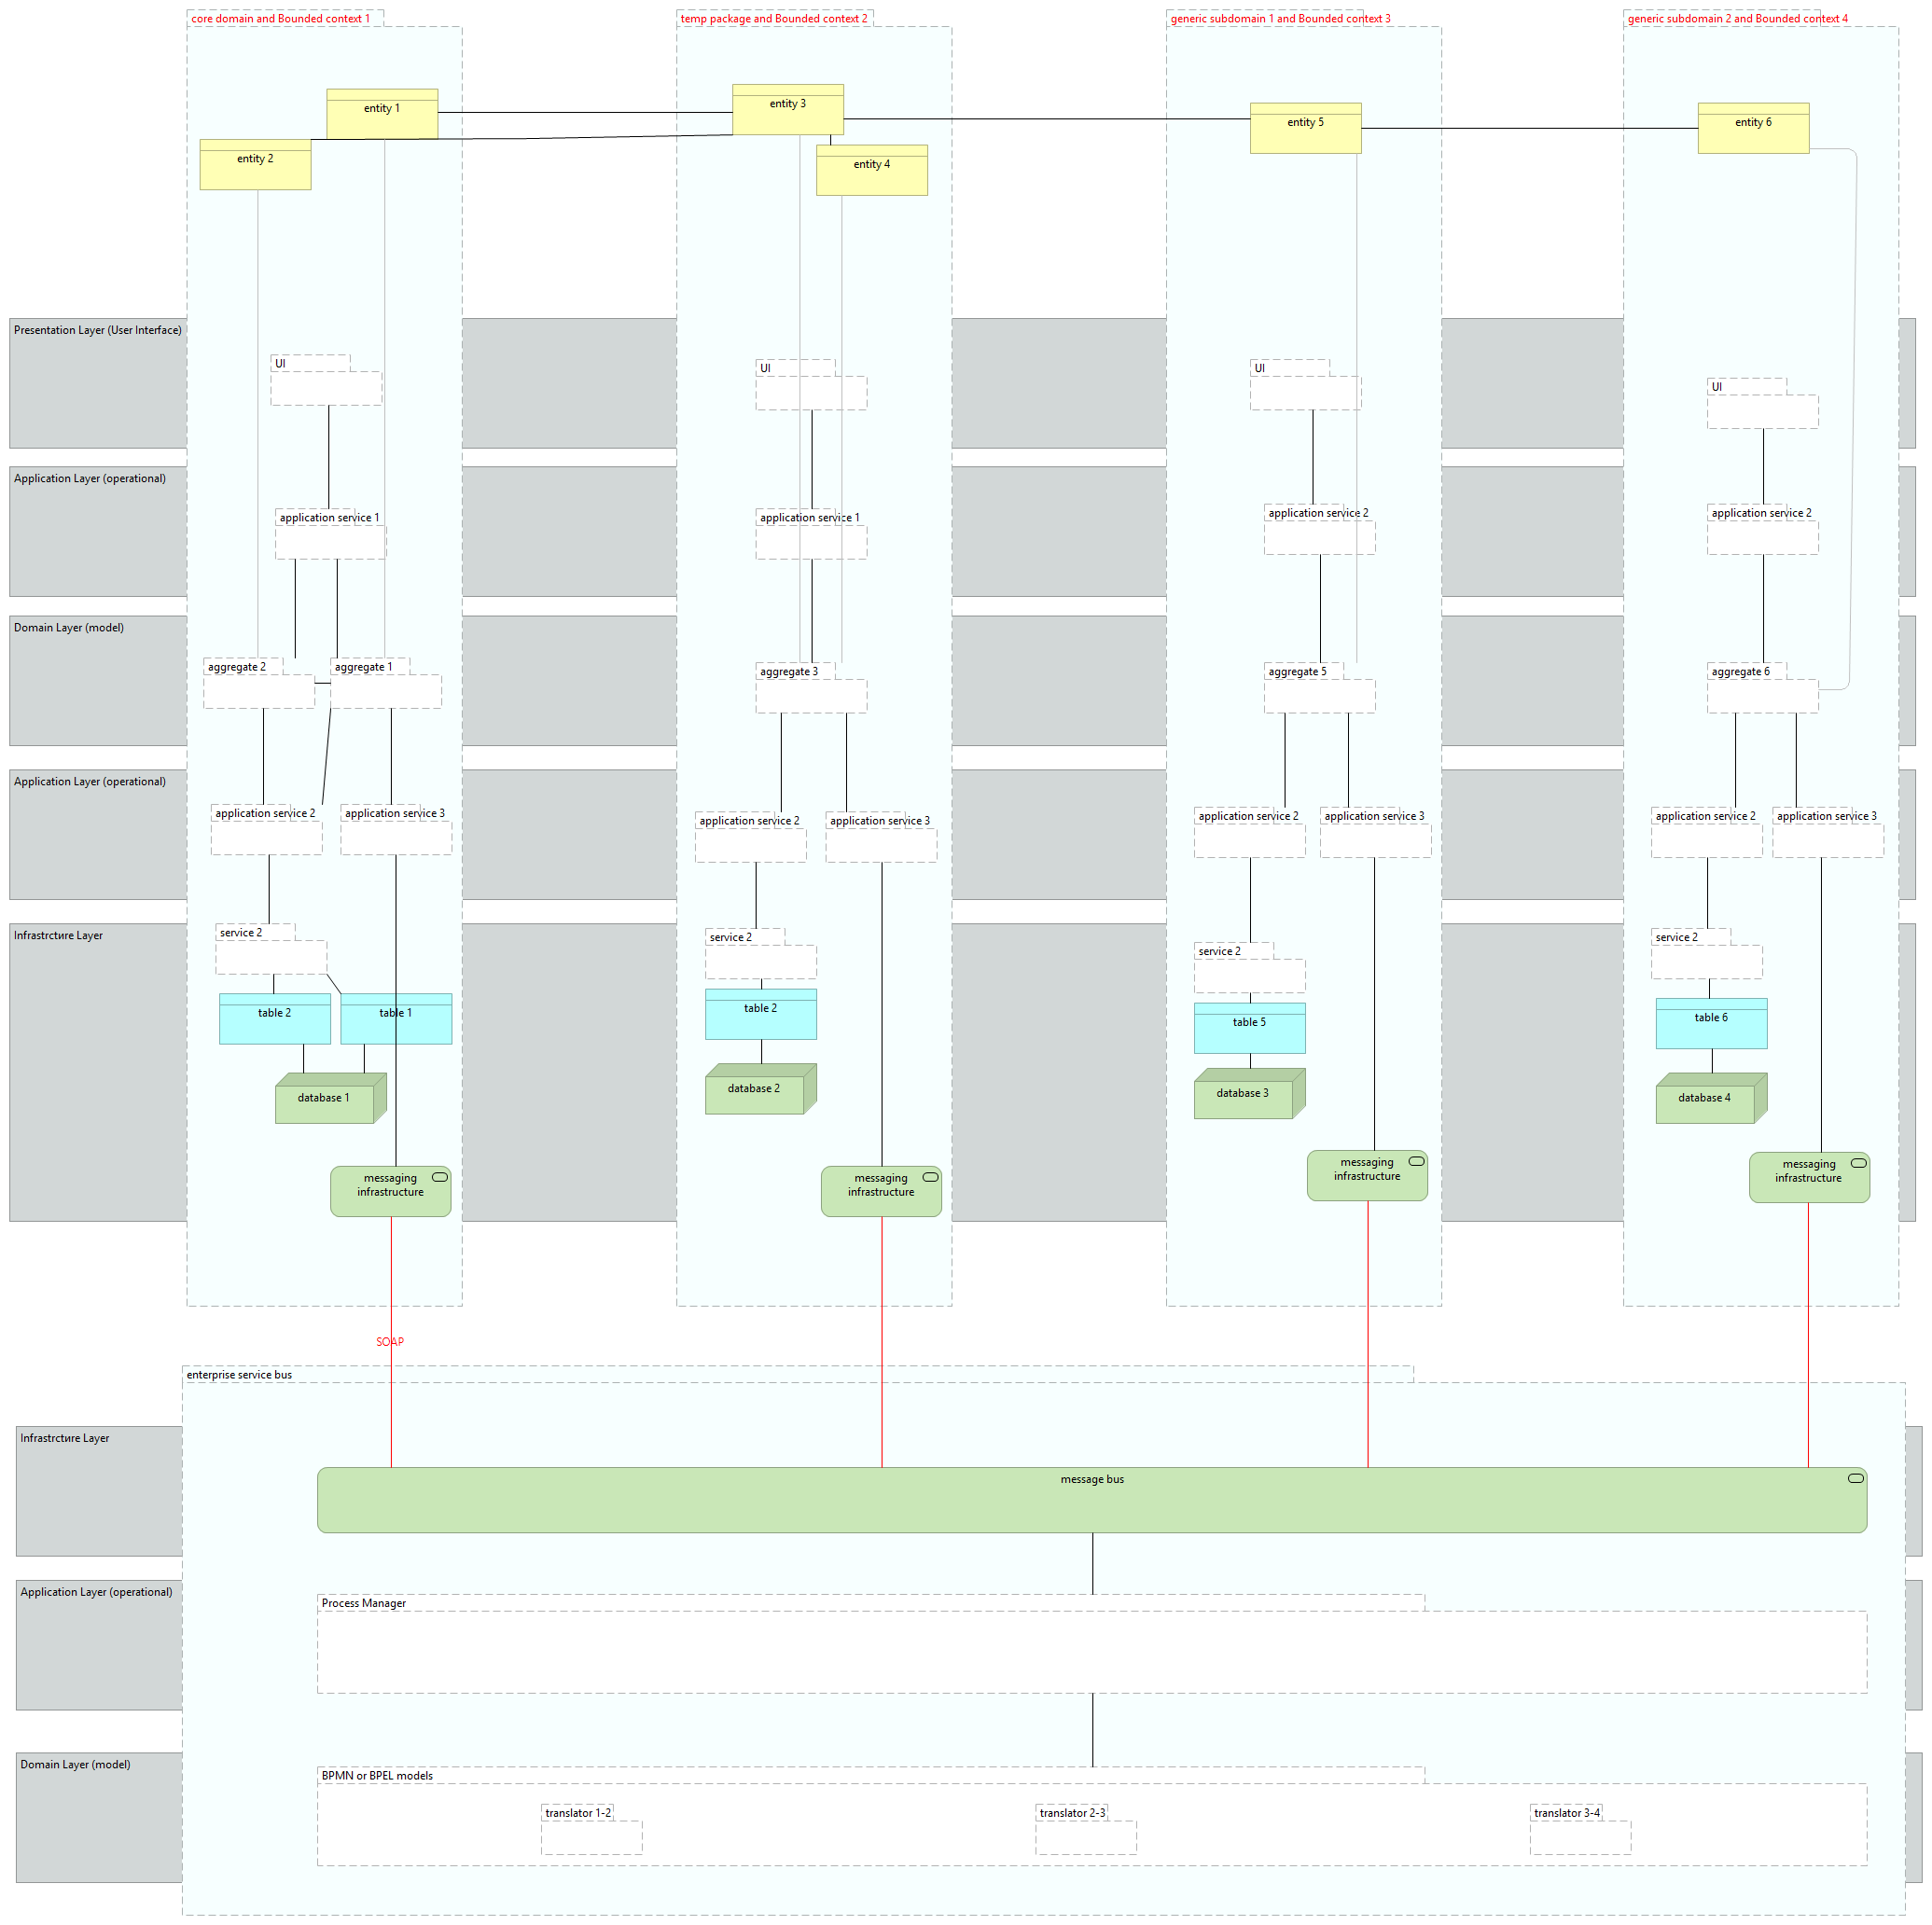 core domain and Bounded context 1
temp package and Bounded context 2
generic subdomain 1 and Bounded context 3
generic subdomain 2 and Bounded context 4
entity 1
entity 3
entity 5
entity 6
entity 2
entity 4
Presentation Layer (User Interface)
UI
UI
UI
UI
Application Layer (operational)
application service 1
application service 1
application service 2
application service 2
Domain Layer (model)
aggregate 2
aggregate 1
aggregate 3
aggregate 5
aggregate 6
Application Layer (operational)
application service 2
application service 3
application service 2
application service 3
application service 2
application service 3
application service 2
application service 3
Infrastrctиre Layer
service 2
service 2
service 2
service 2
table 2
table 1
table 2
table 5
table 6
database 1
database 2
database 3
database 4
messaging
infrastructure
messaging
infrastructure
messaging
infrastructure
messaging
infrastructure
SOAP
enterprise service bus
Infrastrctиre Layer
message bus
Application Layer (operational)
Process Manager
Domain Layer (model)
BPMN or BPEL models
translator 1-2
translator 2-3
translator 3-4